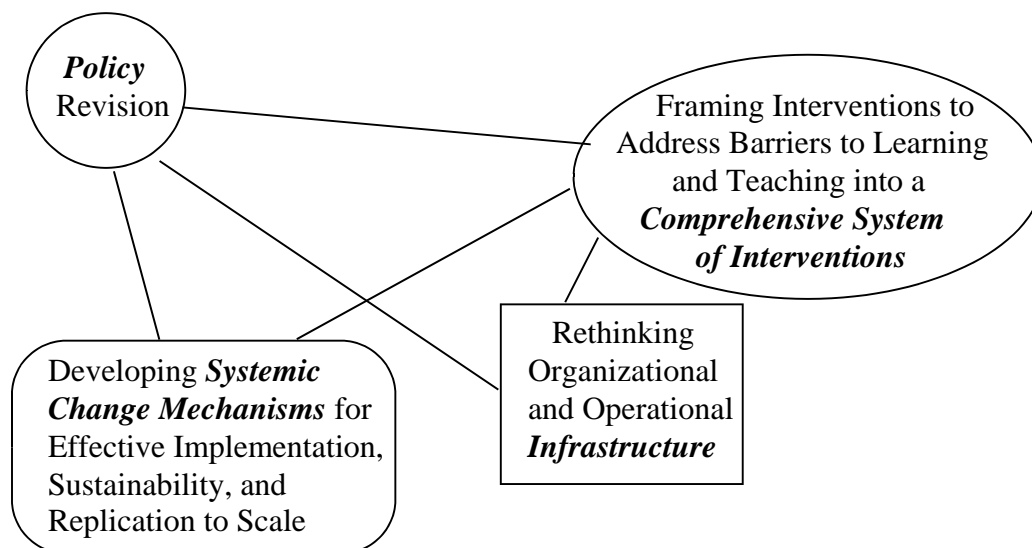 Policy
Revision
Framing Interventions to
Address Barriers to Learning
and Teaching into a
Comprehensive System
of Interventions
Developing Systemic
Change Mechanisms for
Effective Implementation,
Sustainability, and
Replication to Scale
Rethinking
Organizational
and Operational
Infrastructure